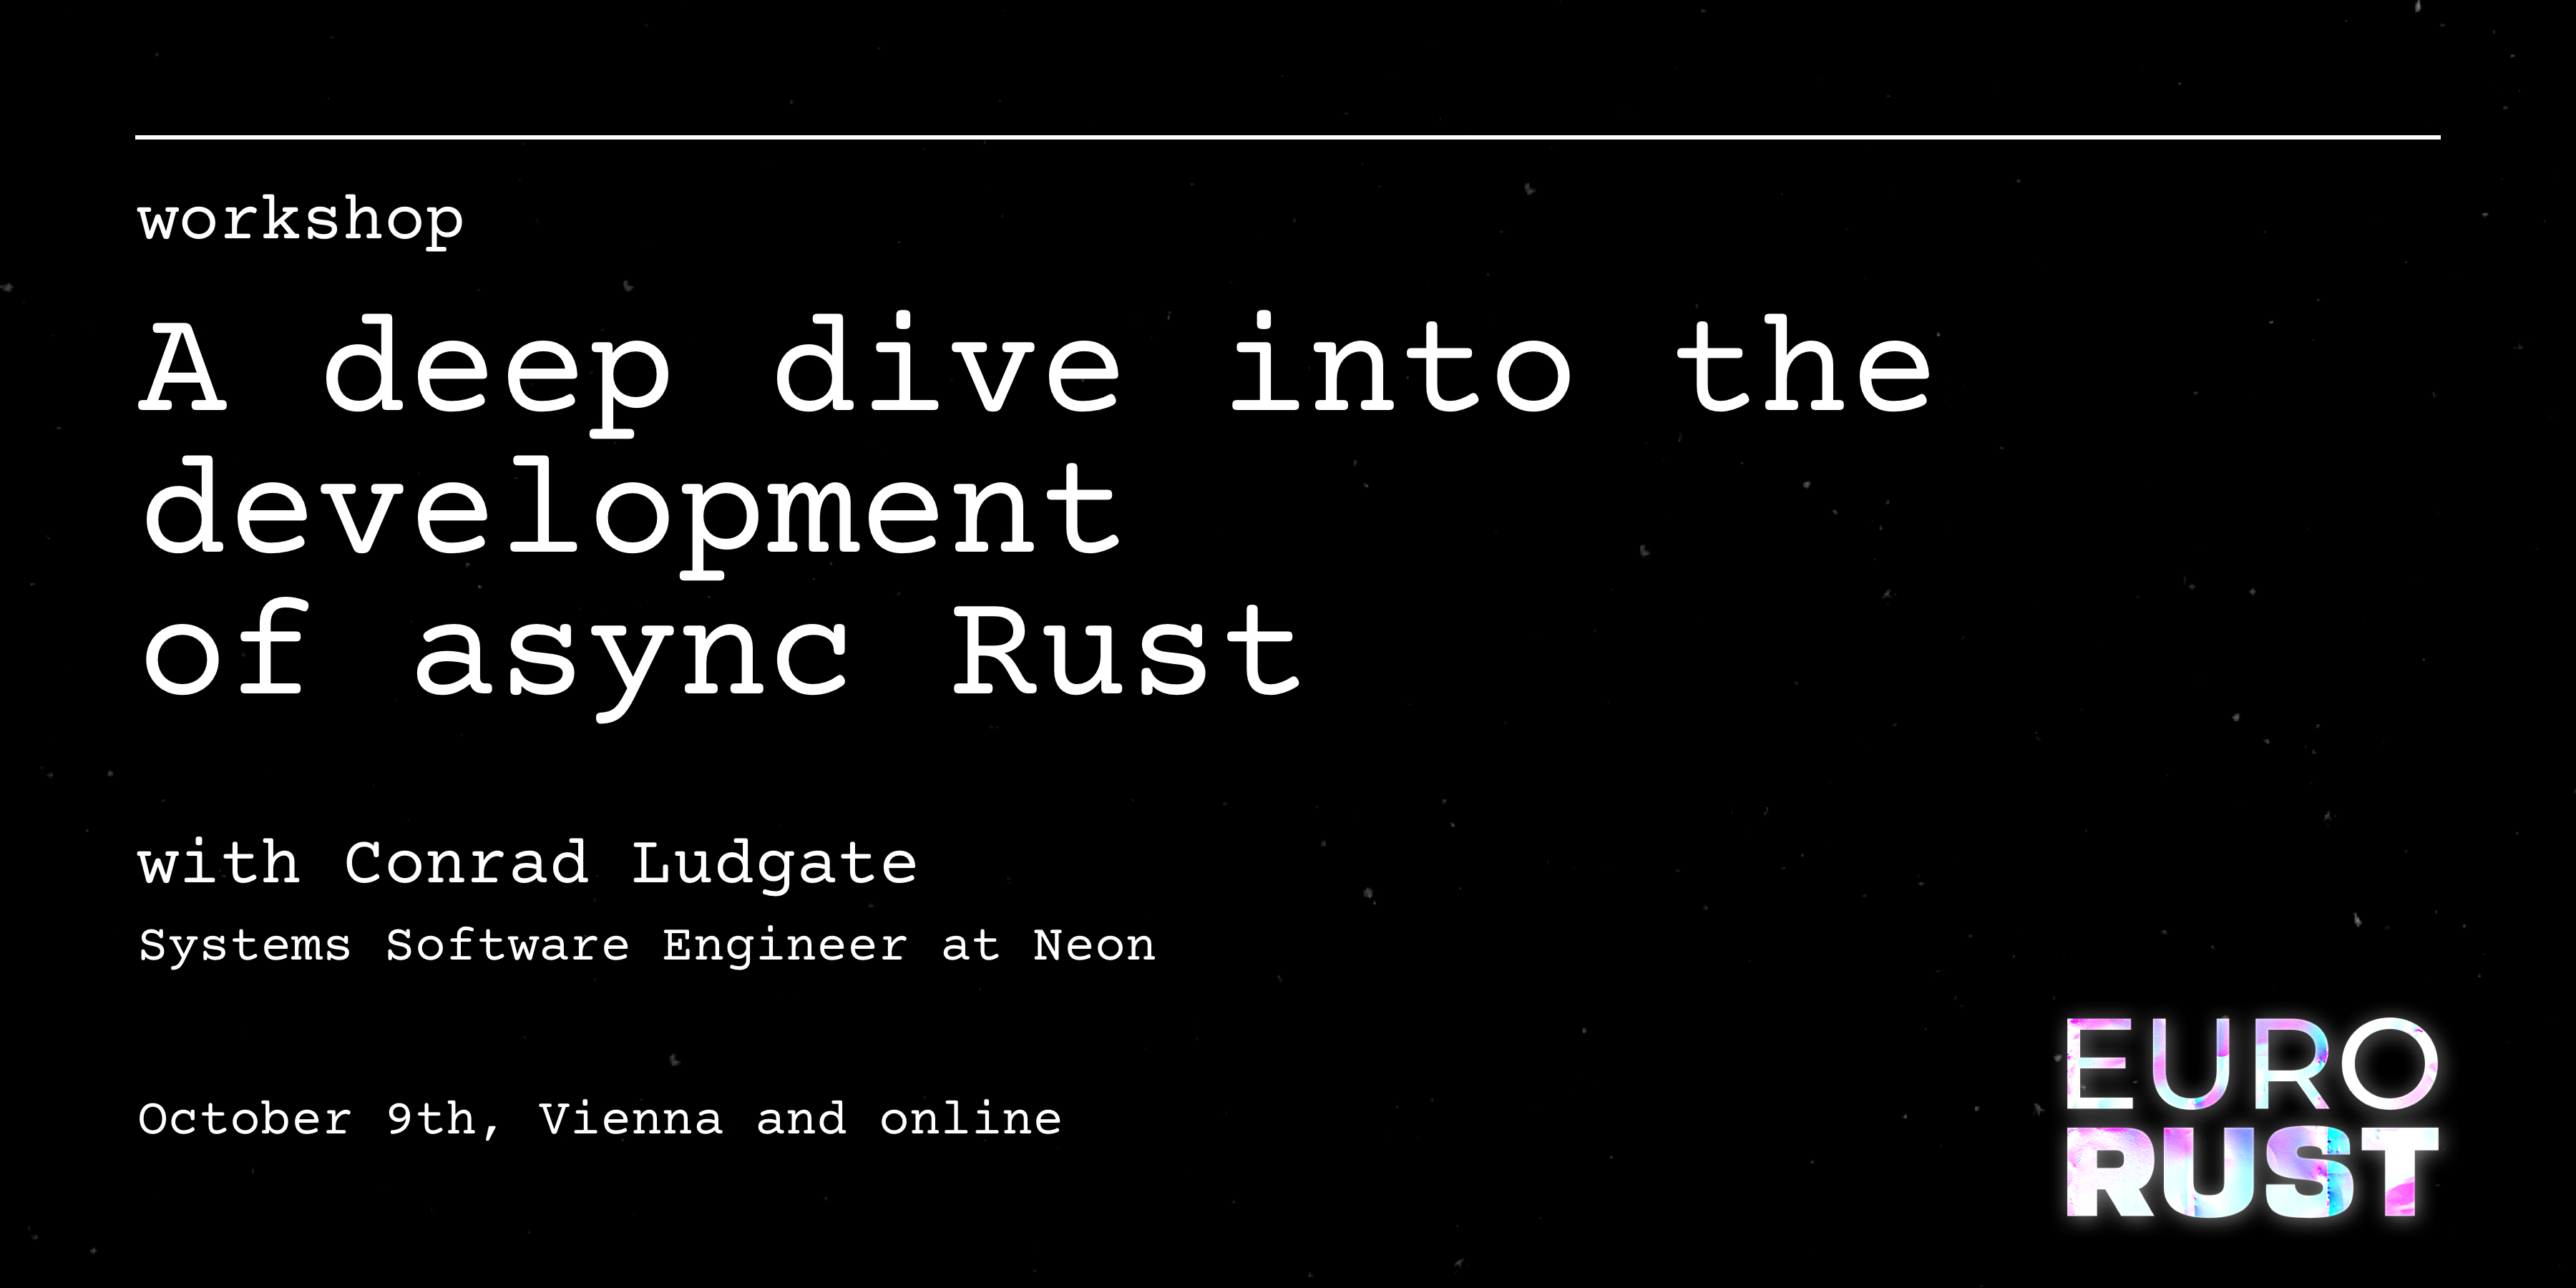 workshop
A deep dive into the
development
of async Rust
with Conrad Ludgate
Systems Software Engineer at Neon
October 9th, Vienna and online
EURO
RUST